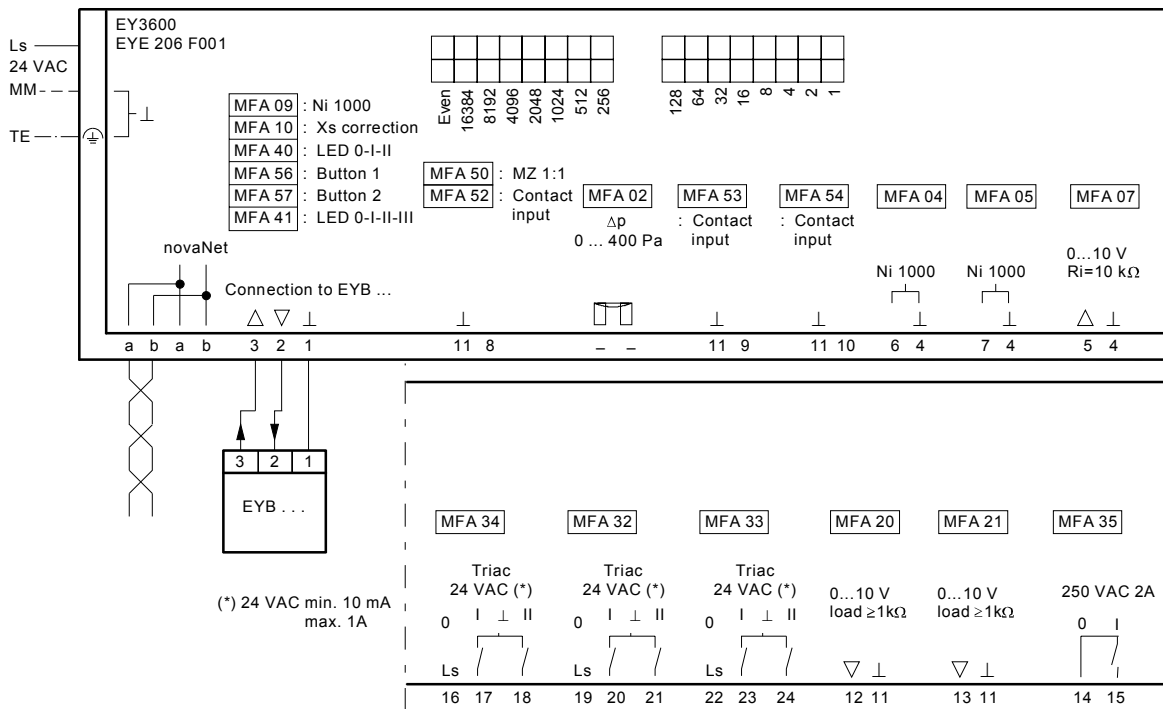 EY3600
EYE 206 F001
Ls
24 VAC
MM
TE
Even
16384
8192
4096
2048
1024
512
256
128
64
32
16
8
4
2
1
MFA 09 : Ni 1000
MFA 10 : Xs correction
MFA 40 : LED 0-I-II
MFA 56 : Button 1
MFA 57 : Button 2
MFA 41 : LED 0-I-II-III
MFA 50 : MZ 1:1
MFA 52 : Contact
input
MFA 02
Δp
0 ... 400 Pa
MFA 53
: Contact
input
MFA 54
: Contact
input
MFA 04
Ni 1000
MFA 05
Ni 1000
MFA 07
0...10 V
Ri=10 kΩ
novaNet
Connection to EYB ...
a b a b 3 2 1 11 8 – – 11 9 11 10 6 4 7 4 5 4
3 2 1
EYB . . .
(*) 24 VAC min. 10 mA
max. 1A
MFA 34
Triac
24 VAC (*)
0 I ⊥ II
Ls
MFA 32
Triac
24 VAC (*)
0 I ⊥ II
Ls
MFA 33
Triac
24 VAC (*)
0 I ⊥ II
Ls
MFA 20
0...10 V
load ≥1kΩ
MFA 21
0...10 V
load ≥1kΩ
MFA 35
250 VAC 2A
0 I
16 17 18 19 20 21 22 23 24 12 11 13 11 14 15